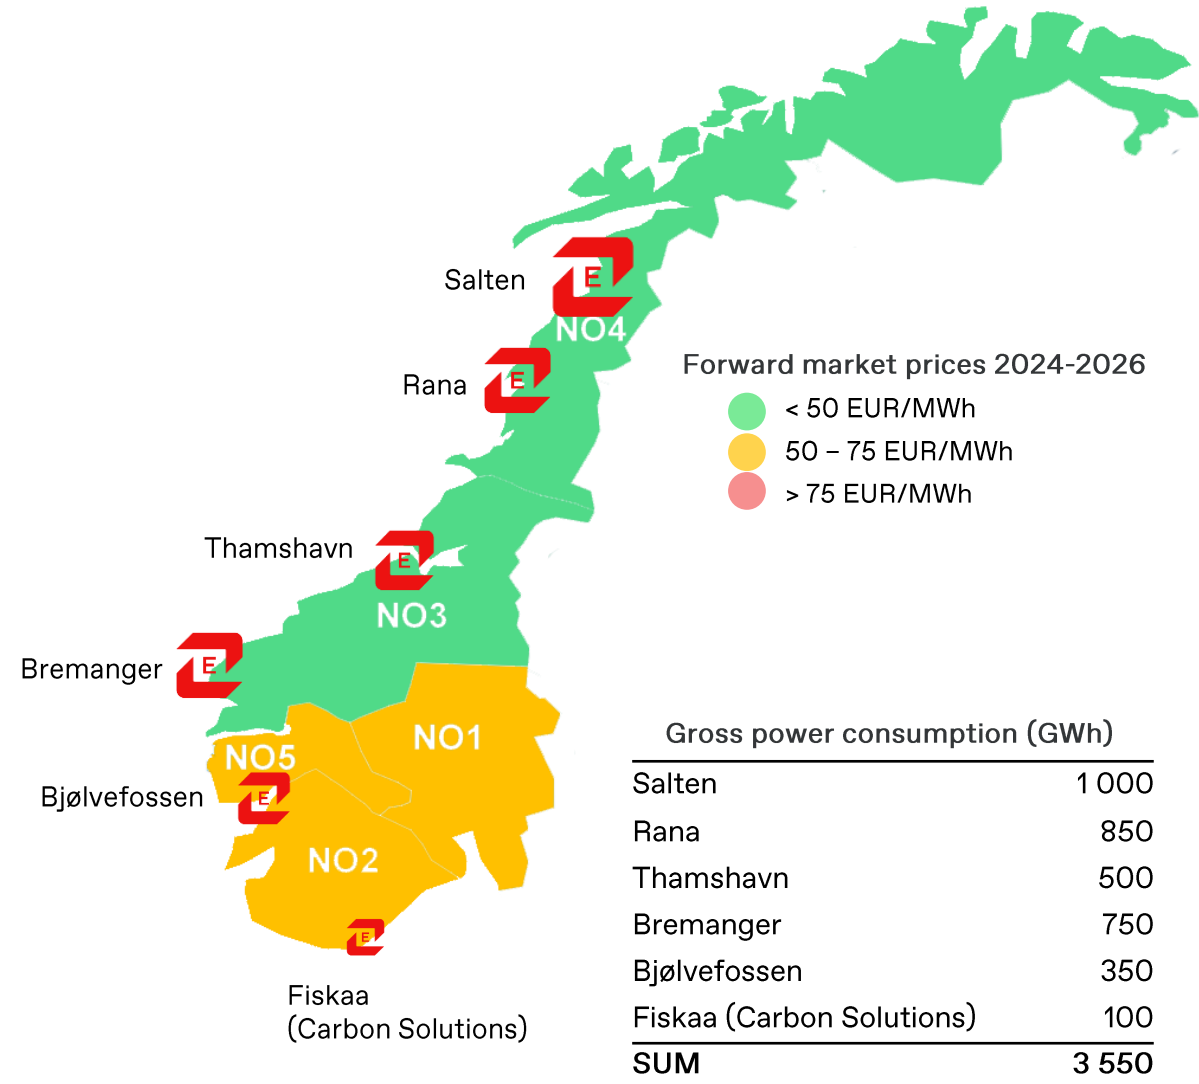 Salten
E
NO4
Rana
E
Forward market prices 2024-2026
< 50 EUR/MWh
50 – 75 EUR/MWh
> 75 EUR/MWh
Thamshavn
E
NO3
Bremanger
E
NO1
NO5
Bjølvefossen
E
NO2
E
Fiskaa
(Carbon Solutions)
Gross power consumption (GWh)
Salten 1 000
Rana 850
Thamshavn 500
Bremanger 750
Bjølvefossen 350
Fiskaa (Carbon Solutions) 100
SUM 3 550